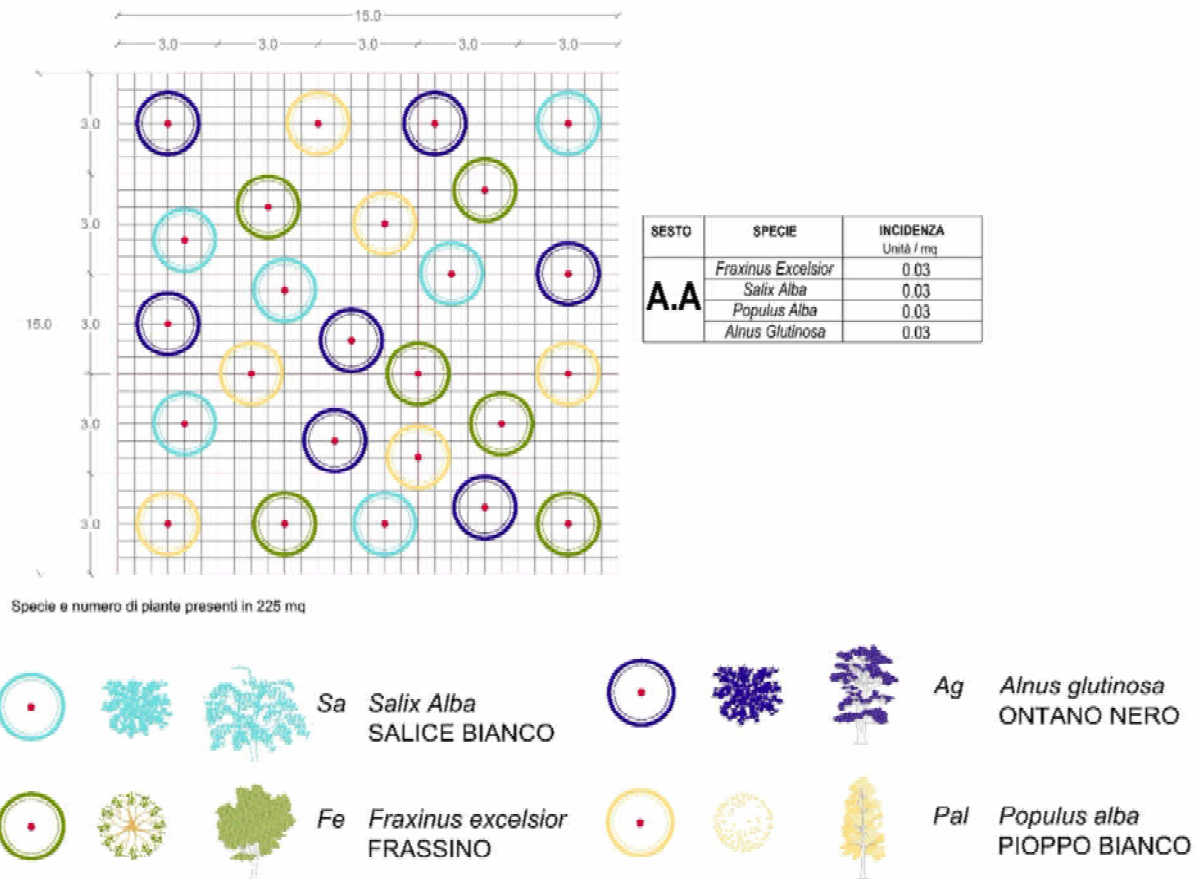 15.0
3.0 3.0 3.0 3.0 3.0
3.0
3.0
15.0 3.0
3.0
3.0
SESTO SPECIE INCIDENZA
Unità / mq
A.A
Fraxinus Excelsior 0.03
Salix Alba 0.03
Populus Alba 0.03
Alnus Glutinosa 0.03
Specie e numero di piante presenti in 225 mq
Sa Salix Alba
SALICE BIANCO
Ag Alnus glutinosa
ONTANO NERO
Fe Fraxinus excelsior
FRASSINO
Pal Populus alba
PIOPPO BIANCO